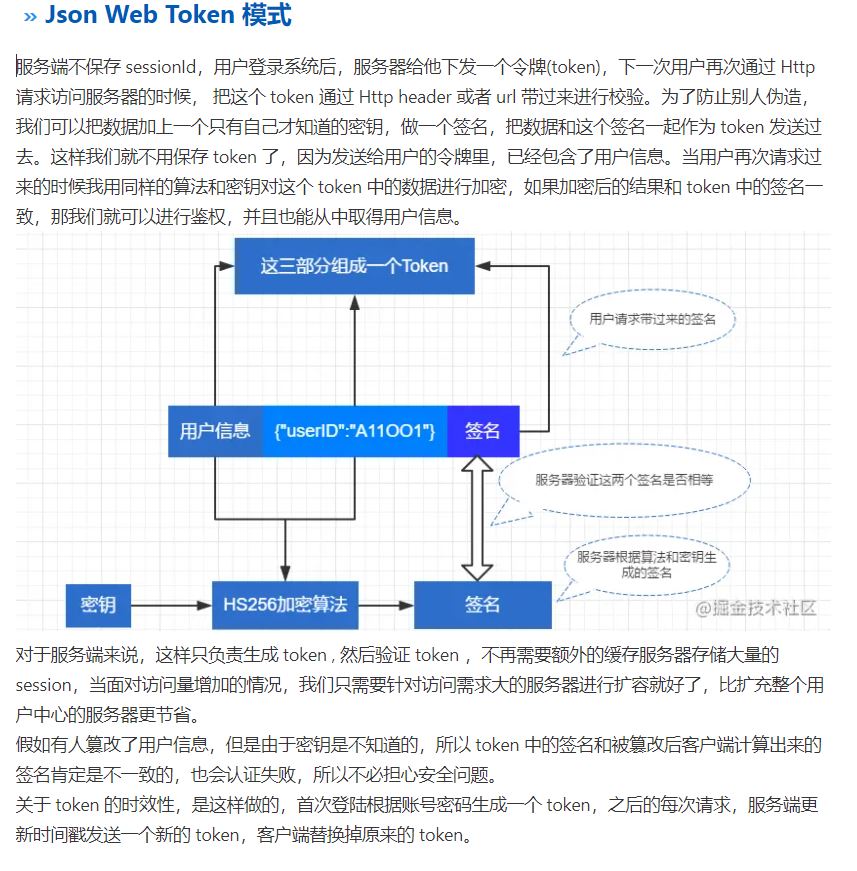 » Json Web Token 模式
服务端不保存 sessionId，用户登录系统后，服务器给他下发一个令牌(token)，下一次用户再次通过 Http
请求访问服务器的时候， 把这个 token 通过 Http header 或者 url 带过来进行校验。为了防止别人伪造，
我们可以把数据加上一个只有自己才知道的密钥，做一个签名，把数据和这个签名一起作为 token 发送过
去。这样我们就不用保存 token 了，因为发送给用户的令牌里，已经包含了用户信息。当用户再次请求过
来的时候我用同样的算法和密钥对这个 token 中的数据进行加密，如果加密后的结果和 token 中的签名一
致，那我们就可以进行鉴权，并且也能从中取得用户信息。
这三部分组成一个Token
用户请求带过来的签名
用户信息
{"userID":"A11OO1"}
签名
服务器验证这两个签名是否相等
服务器根据算法和密钥生
成的签名
密钥
HS256加密算法
签名
@掘金技术社区
对于服务端来说，这样只负责生成 token , 然后验证 token ，不再需要额外的缓存服务器存储大量的
session，当面对访问量增加的情况，我们只需要针对访问需求大的服务器进行扩容就好了，比扩充整个用
户中心的服务器更节省。
假如有人篡改了用户信息，但是由于密钥是不知道的，所以 token 中的签名和被篡改后客户端计算出来的
签名肯定是不一致的，也会认证失败，所以不必担心安全问题。
关于 token 的时效性，是这样做的，首次登陆根据账号密码生成一个 token，之后的每次请求，服务端更
新时间戳发送一个新的 token，客户端替换掉原来的 token。